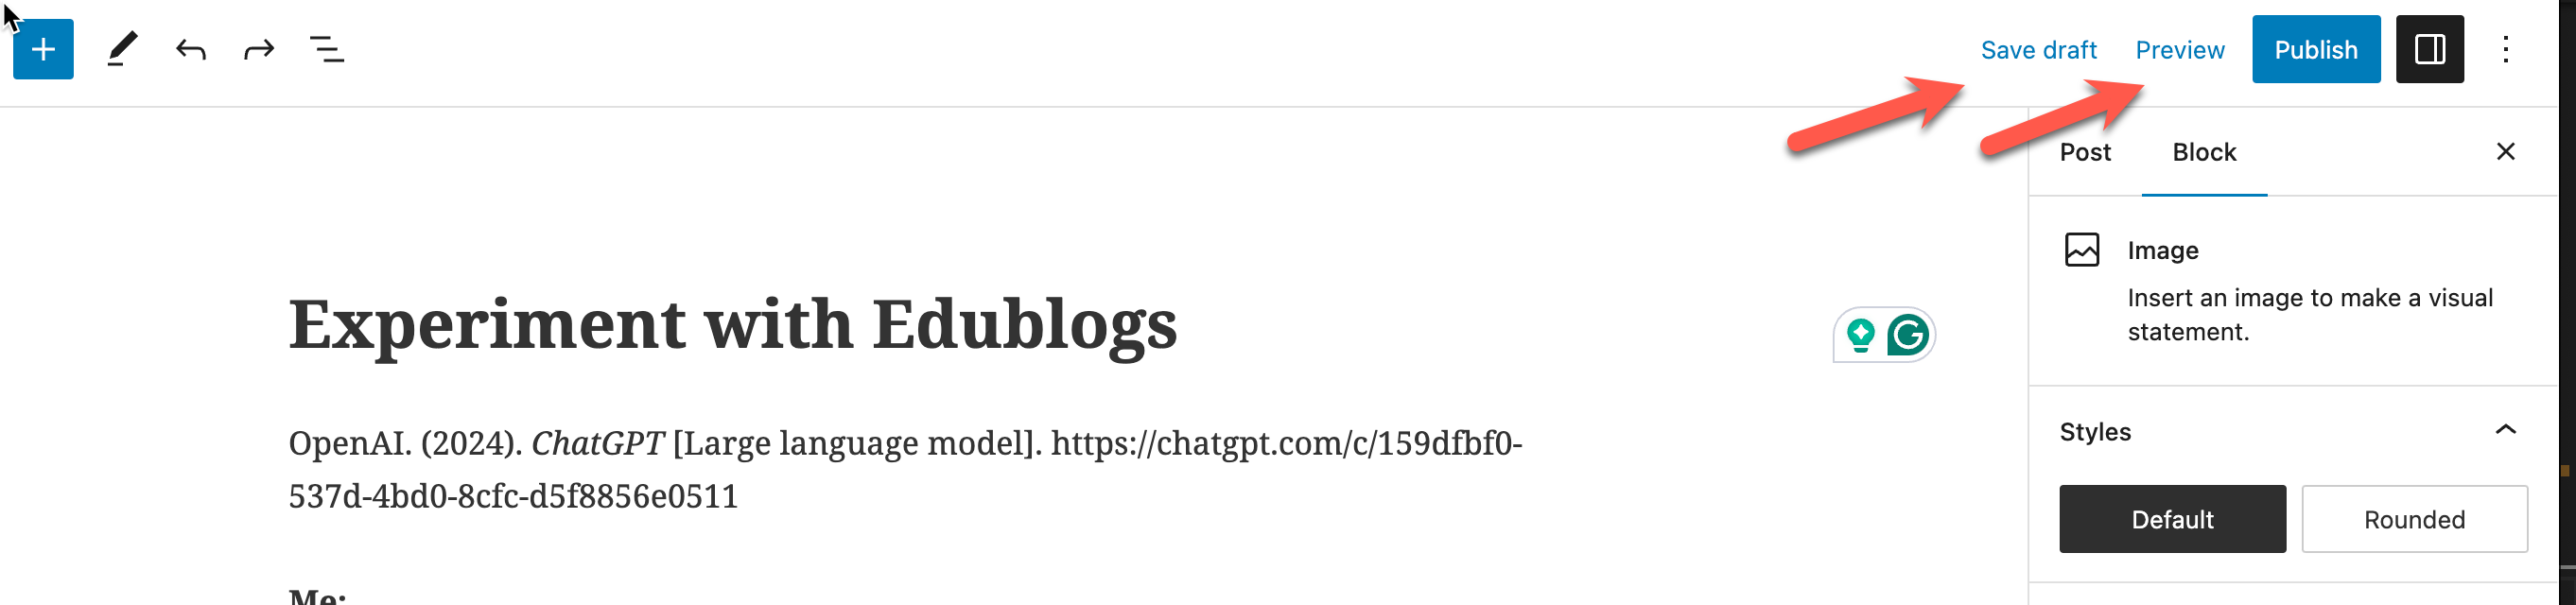 Save draft Preview Publish
Post Block
Image
Insert an image to make a visual
statement.
Styles
Default Rounded
Experiment with Edublogs
OpenAI. (2024). ChatGPT [Large language model]. https://chatgpt.com/c/159dfbf0-
537d-4bd0-8cfc-d5f8856e0511
Me: